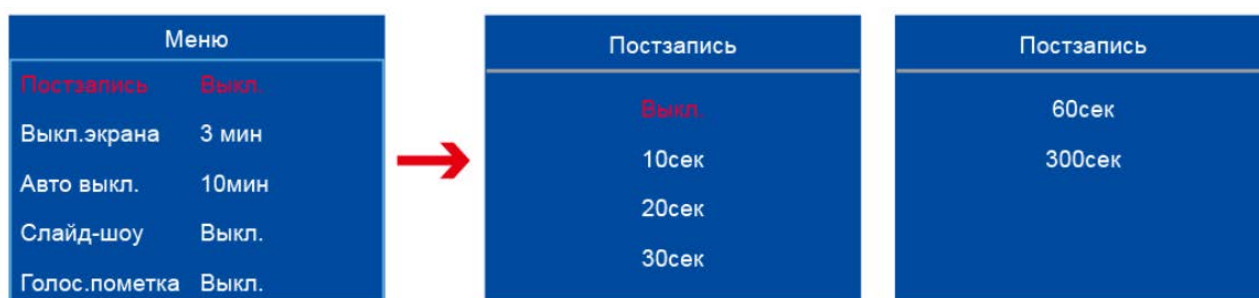 Меню
Постзапись Выкл.
Выкл.экрана 3 мин
Авто выкл. 10мин
Слайд-шоу Выкл.
Голос.пометка Выкл.
Постзапись
Выкл.
10сек
20сек
30сек
Постзапись
60сек
300сек